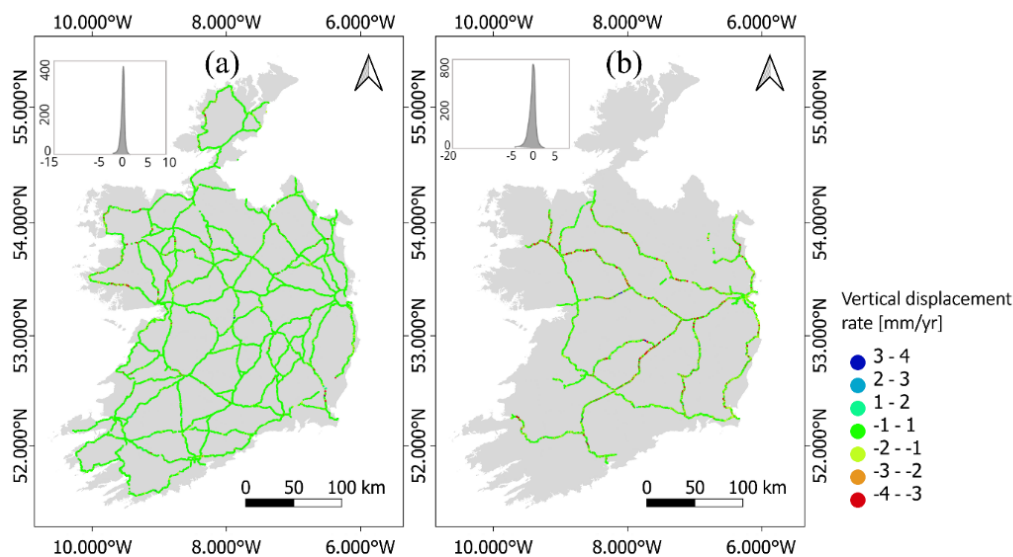 10.000°W 8.000°W 6.000°W 10.000°W 8.000°W 6.000°W
(a) (b)
400
200
0
-15 -5 0 5 10
800
200
0
-20 -5 0 5
55.000°N
54.000°N
53.000°N
52.000°N
55.000°N
54.000°N
53.000°N
52.000°N
0 50 100 km
0 50 100 km
10.000°W 8.000°W 6.000°W 10.000°W 8.000°W 6.000°W
Vertical displacement
rate [mm/yr]
3 - 4
2 - 3
1 - 2
-1 - 1
-2 - -1
-3 - -2
-4 - -3